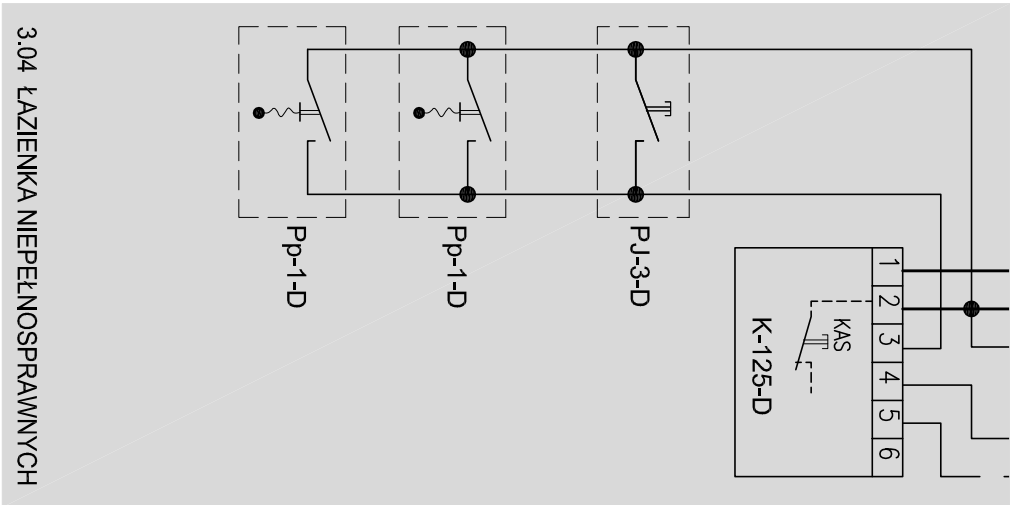 3.04 ŁAZIENKA NIEPEŁNOSPRAWNYCH
Pp-1-D
Pp-1-D
PJ-3-D
K-125-D
KAS
1
2
3
4
5
6